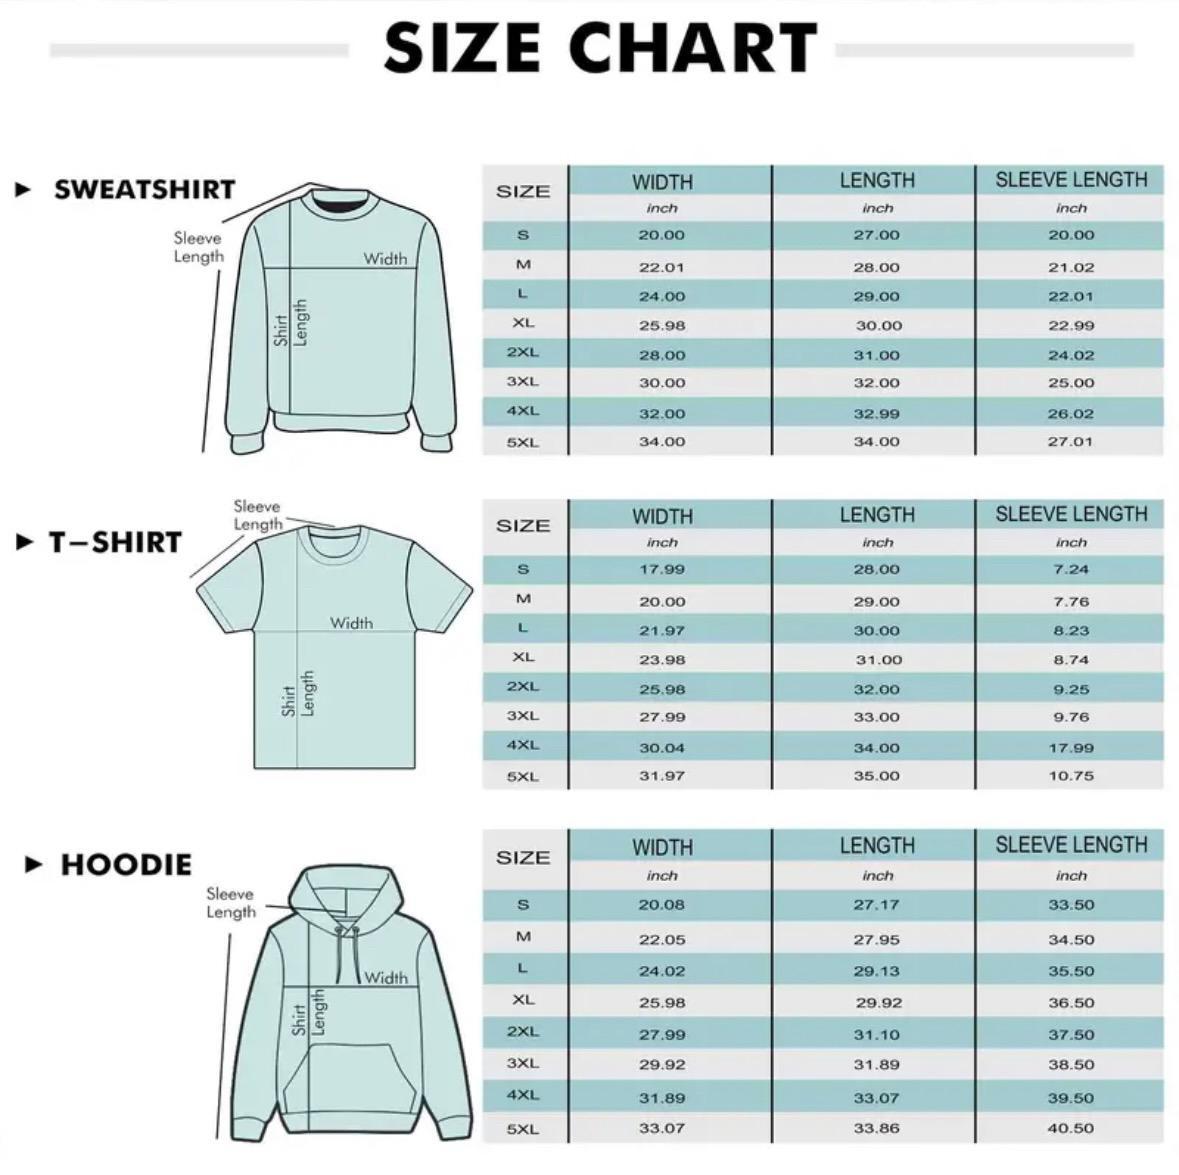 SIZE CHART
SWEATSHIRT
Sleeve
Length
Width
Shirt
Length
SIZE WIDTH LENGTH SLEEVE LENGTH
inch inch inch
S 20.00 27.00 20.00
M 22.01 28.00 21.02
L 24.00 29.00 22.01
XL 25.98 30.00 22.99
2XL 28.00 31.00 24.02
3XL 30.00 32.00 25.00
4XL 32.00 32.99 26.02
5XL 34.00 34.00 27.01
T-SHIRT
Sleeve
Length
Width
Shirt
Length
SIZE WIDTH LENGTH SLEEVE LENGTH
inch inch inch
S 17.99 28.00 7.24
M 20.00 29.00 7.76
L 21.97 30.00 8.23
XL 23.98 31.00 8.74
2XL 25.98 32.00 9.25
3XL 27.99 33.00 9.76
4XL 30.04 34.00 17.99
5XL 31.97 35.00 10.75
HOODIE
Sleeve
Length
Width
Shirt
Length
SIZE WIDTH LENGTH SLEEVE LENGTH
inch inch inch
S 20.08 27.17 33.50
M 22.05 27.95 34.50
L 24.02 29.13 35.50
XL 25.98 29.92 36.50
2XL 27.99 31.10 37.50
3XL 29.92 31.89 38.50
4XL 31.89 33.07 39.50
5XL 33.07 33.86 40.50